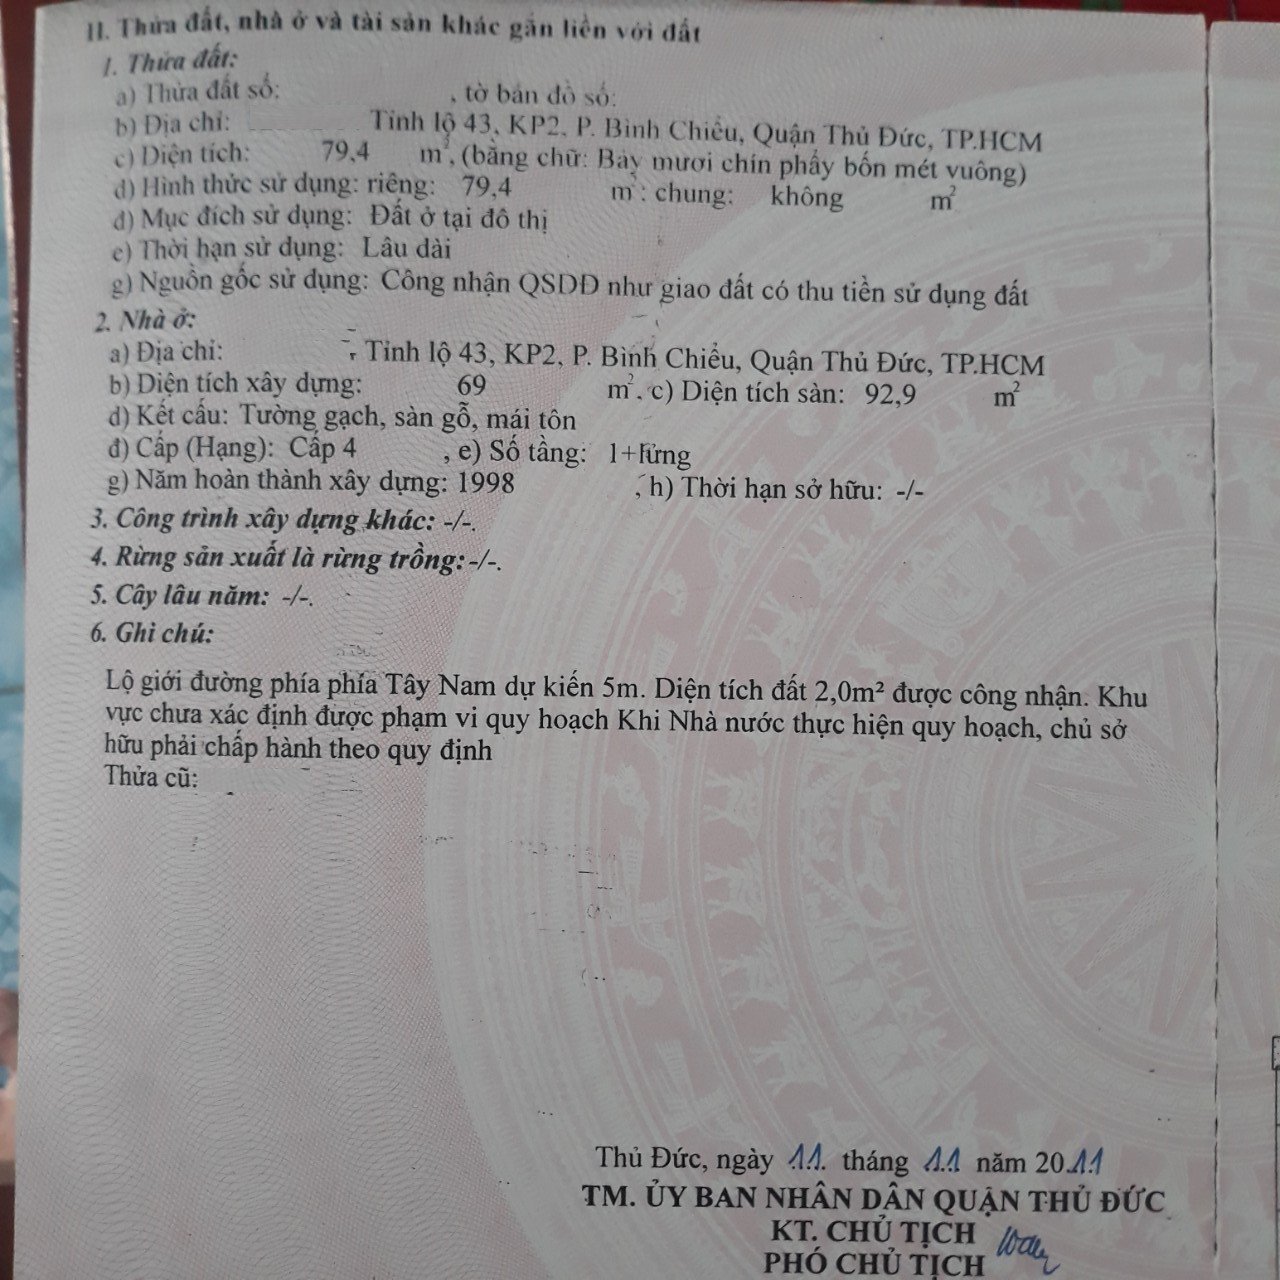 II. Thửa đất, nhà ở và tài sản khác gắn liền với đất
1. Thửa đất:
a) Thửa đất số: , tờ bản đồ số:
b) Địa chỉ: Tỉnh lộ 43, KP2, P. Bình Chiểu, Quận Thủ Đức, TP.HCM
c) Diện tích: 79,4 m², (bằng chữ: Bảy mươi chín phẩy bốn mét vuông)
d) Hình thức sử dụng: riêng: 79,4 m²: chung: không m²
đ) Mục đích sử dụng: Đất ở tại đô thị
e) Thời hạn sử dụng: Lâu dài
g) Nguồn gốc sử dụng: Công nhận QSDĐ như giao đất có thu tiền sử dụng đất
2. Nhà ở:
a) Địa chỉ: , Tỉnh lộ 43, KP2, P. Bình Chiểu, Quận Thủ Đức, TP.HCM
b) Diện tích xây dựng: 69 m², c) Diện tích sàn: 92,9 m²
d) Kết cấu: Tường gạch, sàn gỗ, mái tôn
đ) Cấp (Hạng): Cấp 4 , e) Số tầng: 1+lửng
g) Năm hoàn thành xây dựng: 1998 , h) Thời hạn sở hữu: -/-
3. Công trình xây dựng khác: -/-.
4. Rừng sản xuất là rừng trồng: -/-.
5. Cây lâu năm: -/-.
6. Ghi chú:
Lộ giới đường phía phía Tây Nam dự kiến 5m. Diện tích đất 2,0m² được công nhận. Khu
vực chưa xác định được phạm vi quy hoạch Khi Nhà nước thực hiện quy hoạch, chủ sở
hữu phải chấp hành theo quy định
Thửa cũ:
Thủ Đức, ngày 11 tháng 11 năm 2011
TM. ỦY BAN NHÂN DÂN QUẬN THỦ ĐỨC
KT. CHỦ TỊCH
PHÓ CHỦ TỊCH